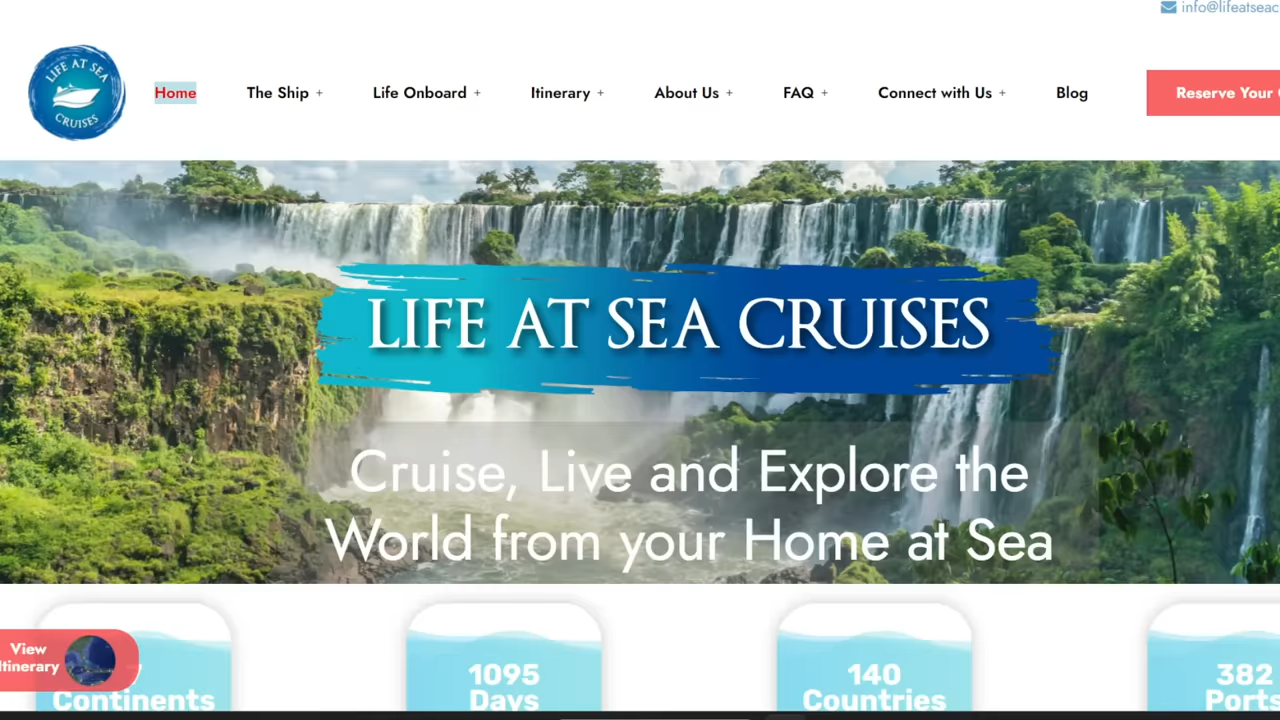 info@lifeatseac
LIFE AT SEA
CRUISES
Home
The Ship +
Life Onboard +
Itinerary +
About Us +
FAQ +
Connect with Us +
Blog
Reserve Your
LIFE AT SEA CRUISES
Cruise, Live and Explore the
World from your Home at Sea
View
Itinerary
Continents
1095
Days
140
Countries
382
Ports